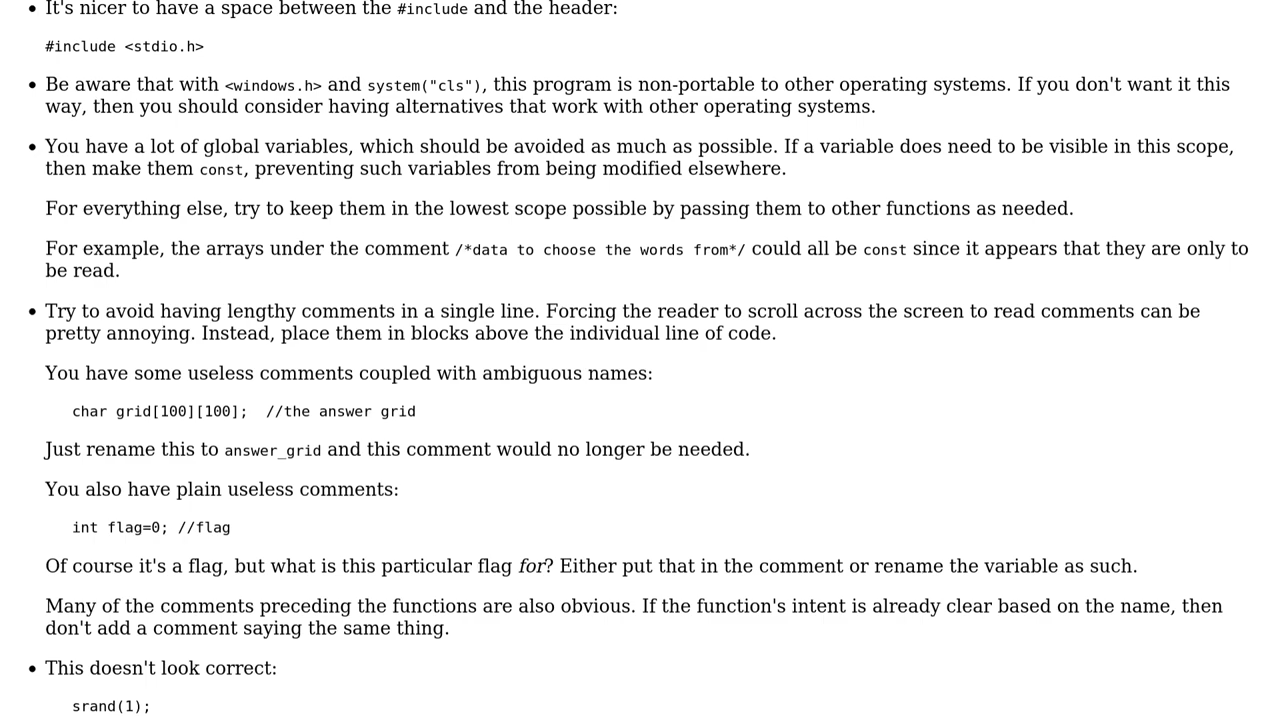 • It's nicer to have a space between the #include and the header:
#include <stdio.h>
• Be aware that with <windows.h> and system("cls"), this program is non-portable to other operating systems. If you don't want it this
way, then you should consider having alternatives that work with other operating systems.
• You have a lot of global variables, which should be avoided as much as possible. If a variable does need to be visible in this scope,
then make them const, preventing such variables from being modified elsewhere.
For everything else, try to keep them in the lowest scope possible by passing them to other functions as needed.
For example, the arrays under the comment /*data to choose the words from*/ could all be const since it appears that they are only to
be read.
• Try to avoid having lengthy comments in a single line. Forcing the reader to scroll across the screen to read comments can be
pretty annoying. Instead, place them in blocks above the individual line of code.
You have some useless comments coupled with ambiguous names:
char grid[100][100];  //the answer grid
Just rename this to answer_grid and this comment would no longer be needed.
You also have plain useless comments:
int flag=0; //flag
Of course it's a flag, but what is this particular flag for? Either put that in the comment or rename the variable as such.
Many of the comments preceding the functions are also obvious. If the function's intent is already clear based on the name, then
don't add a comment saying the same thing.
• This doesn't look correct:
srand(1);